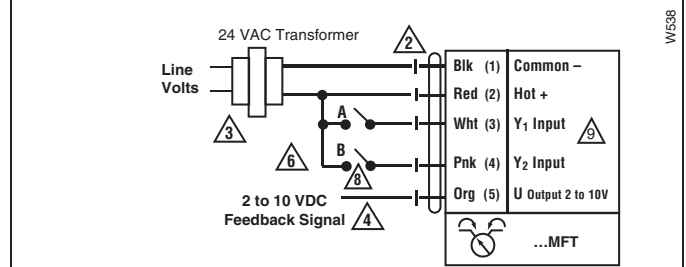 W538
24 VAC Transformer
Line
Volts
2
3
Blk (1) Common –
Red (2) Hot +
A
Wht (3) Y1 Input
9
6
B
8
Pnk (4) Y2 Input
2 to 10 VDC
Feedback Signal
4
Org (5) U Output 2 to 10V
...MFT